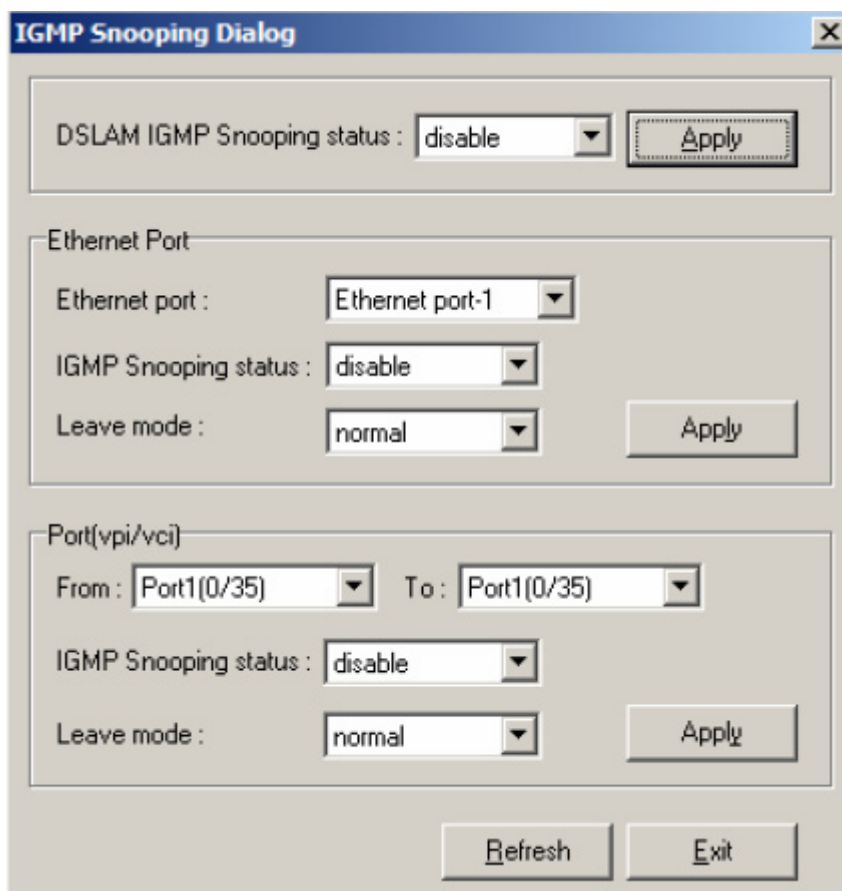 IGMP Snooping Dialog
DSLAM IGMP Snooping status : disable Apply
Ethernet Port
Ethernet port : Ethernet port-1
IGMP Snooping status : disable
Leave mode : normal Apply
Port(vpi/vci)
From : Port1(0/35) To : Port1(0/35)
IGMP Snooping status : disable
Leave mode : normal Apply
Refresh Exit